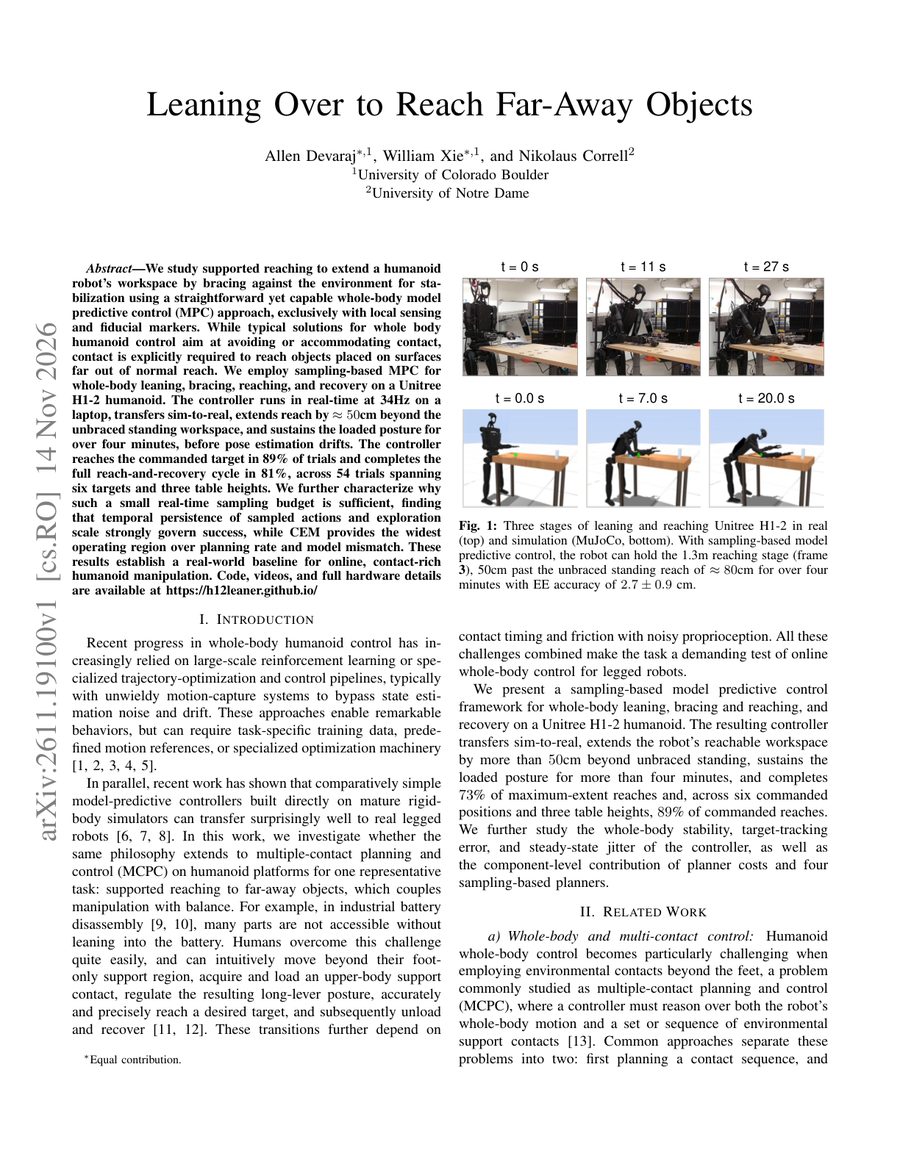 Leaning Over to Reach Far-Away Objects
Allen Devaraj*,1, William Xie*,1, and Nikolaus Correll2
1University of Colorado Boulder
2University of Notre Dame
arXiv:2611.19100v1 [cs.RO] 14 Nov 2026
Abstract—We study supported reaching to extend a humanoid
robot's workspace by bracing against the environment for sta-
bilization using a straightforward yet capable whole-body model
predictive control (MPC) approach, exclusively with local sensing
and fiducial markers. While typical solutions for whole body
humanoid control aim at avoiding or accommodating contact,
contact is explicitly required to reach objects placed on surfaces
far out of normal reach. We employ sampling-based MPC for
whole-body leaning, bracing, reaching, and recovery on a Unitree
H1-2 humanoid. The controller runs in real-time at 34Hz on a
laptop, transfers sim-to-real, extends reach by ≈ 50cm beyond the
unbraced standing workspace, and sustains the loaded posture for
over four minutes, before pose estimation drifts. The controller
reaches the commanded target in 89% of trials and completes the
full reach-and-recovery cycle in 81%, across 54 trials spanning
six targets and three table heights. We further characterize why
such a small real-time sampling budget is sufficient, finding
that temporal persistence of sampled actions and exploration
scale strongly govern success, while CEM provides the widest
operating region over planning rate and model mismatch. These
results establish a real-world baseline for online, contact-rich
humanoid manipulation. Code, videos, and full hardware details
are available at https://h12leaner.github.io/
I. INTRODUCTION
Recent progress in whole-body humanoid control has in-
creasingly relied on large-scale reinforcement learning or spe-
cialized trajectory-optimization and control pipelines, typically
with unwieldy motion-capture systems to bypass state esti-
mation noise and drift. These approaches enable remarkable
behaviors, but can require task-specific training data, prede-
fined motion references, or specialized optimization machinery
[1, 2, 3, 4, 5].
In parallel, recent work has shown that comparatively simple
model-predictive controllers built directly on mature rigid-
body simulators can transfer surprisingly well to real legged
robots [6, 7, 8]. In this work, we investigate whether the
same philosophy extends to multiple-contact planning and
control (MCPC) on humanoid platforms for one representative
task: supported reaching to far-away objects, which couples
manipulation with balance. For example, in industrial battery
disassembly [9, 10], many parts are not accessible without
leaning into the battery. Humans overcome this challenge
quite easily, and can intuitively move beyond their foot-
only support region, acquire and load an upper-body support
contact, regulate the resulting long-lever posture, accurately
and precisely reach a desired target, and subsequently unload
and recover [11, 12]. These transitions further depend on
*Equal contribution.
t = 0 s
t = 11 s
t = 27 s
t = 0.0 s
t = 7.0 s
t = 20.0 s
Fig. 1: Three stages of leaning and reaching Unitree H1-2 in real
(top) and simulation (MuJoCo, bottom). With sampling-based model
predictive control, the robot can hold the 1.3m reaching stage (frame
3), 50cm past the unbraced standing reach of ≈ 80cm for over four
minutes with EE accuracy of 2.7 ± 0.9 cm.
contact timing and friction with noisy proprioception. All these
challenges combined make the task a demanding test of online
whole-body control for legged robots.
We present a sampling-based model predictive control
framework for whole-body leaning, bracing and reaching, and
recovery on a Unitree H1-2 humanoid. The resulting controller
transfers sim-to-real, extends the robot's reachable workspace
by more than 50cm beyond unbraced standing, sustains the
loaded posture for more than four minutes, and completes
73% of maximum-extent reaches and, across six commanded
positions and three table heights, 89% of commanded reaches.
We further study the whole-body stability, target-tracking
error, and steady-state jitter of the controller, as well as
the component-level contribution of planner costs and four
sampling-based planners.
II. RELATED WORK
a) Whole-body and multi-contact control: Humanoid
whole-body control becomes particularly challenging when
employing environmental contacts beyond the feet, a problem
commonly studied as multiple-contact planning and control
(MCPC), where a controller must reason over both the robot's
whole-body motion and a set or sequence of environmental
support contacts [13]. Common approaches separate these
problems into two: first planning a contact sequence, and